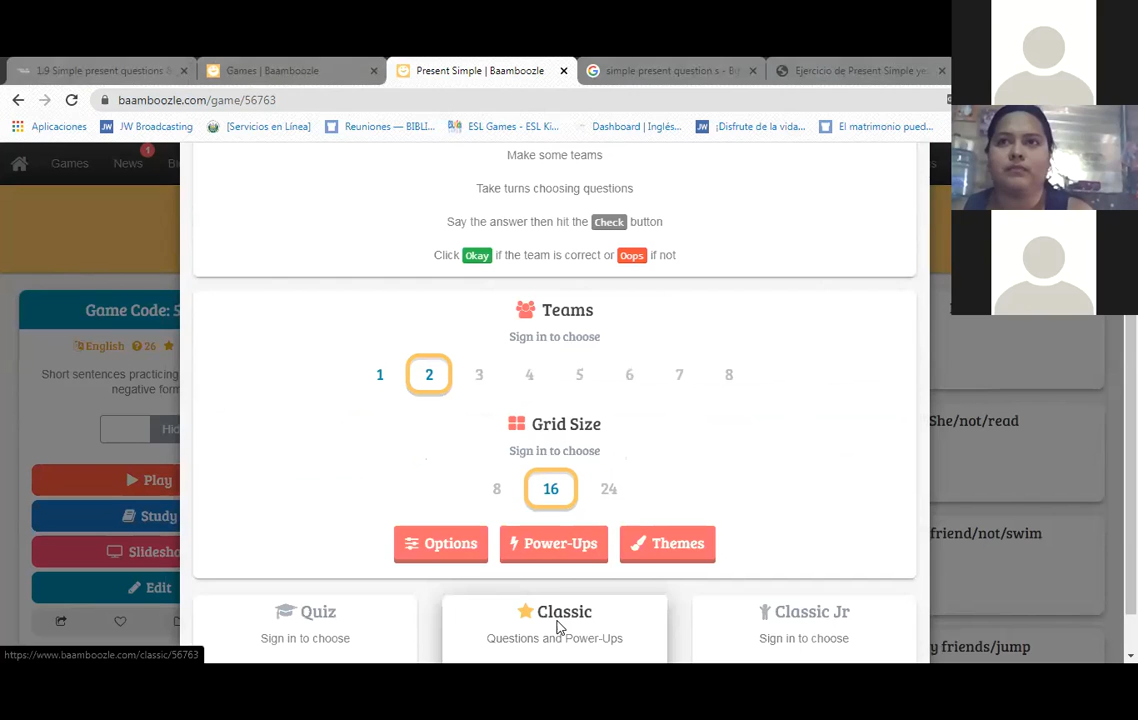 1.9 Simple present questions &
Games | Baamboozle
Present Simple | Baamboozle
simple present question.s - B
Ejercicio de Present Simple ye
baamboozle.com/game/56763
Aplicaciones
JW Broadcasting
[Servicios en Línea]
Reuniones — BIBLI...
ESL Games - ESL Ki...
Dashboard | Inglés...
¡Disfrute de la vida...
El matrimonio pued...
Games
News
1
Make some teams
Take turns choosing questions
Say the answer then hit the Check button
Click Okay if the team is correct or Oops if not
Game Code: 5
English 26
Short sentences practicing
negative form
Hid
Play
Study
Slidesho
Edit
Teams
Sign in to choose
1 2 3 4 5 6 7 8
Grid Size
Sign in to choose
8 16 24
Options
Power-Ups
Themes
Quiz
Sign in to choose
Classic
Questions and Power-Ups
Classic Jr
Sign in to choose
She/not/read
friend/not/swim
y friends/jump
https://www.baamboozle.com/classic/56763